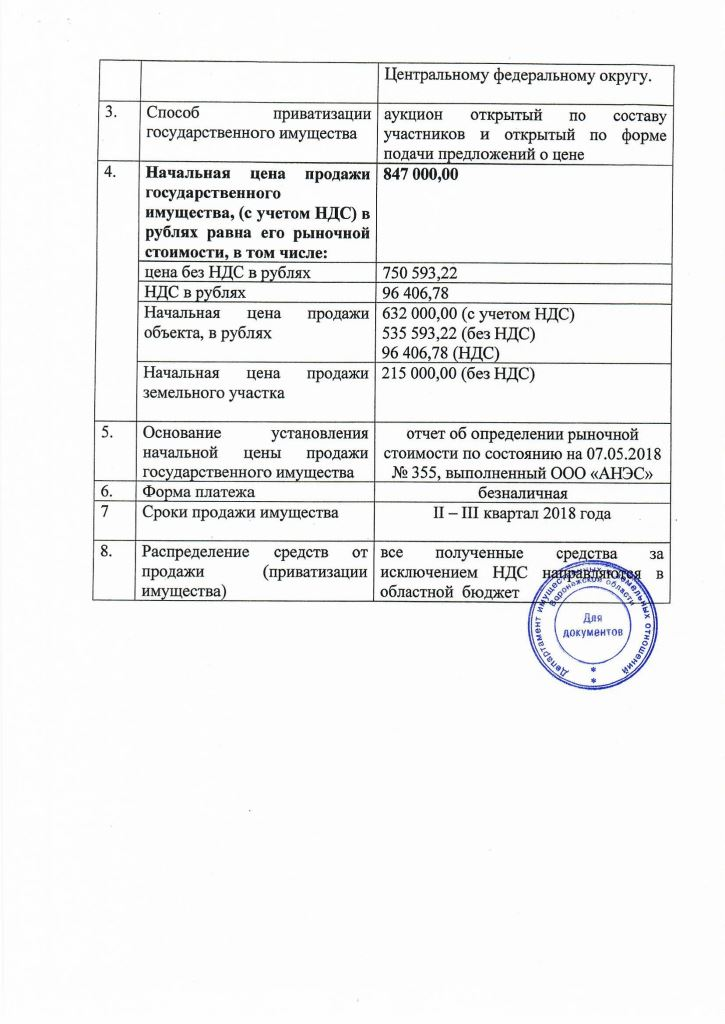 Центральному федеральному округу.
3.
Способ приватизации
государственного имущества
аукцион открытый по составу
участников и открытый по форме
подачи предложений о цене
4.
Начальная цена продажи
государственного
имущества, (с учетом НДС) в
рублях равна его рыночной
стоимости, в том числе:
847 000,00
цена без НДС в рублях
750 593,22
НДС в рублях
96 406,78
Начальная цена продажи
объекта, в рублях
632 000,00 (с учетом НДС)
535 593,22 (без НДС)
96 406,78 (НДС)
Начальная цена продажи
земельного участка
215 000,00 (без НДС)
5.
Основание установления
начальной цены продажи
государственного имущества
отчет об определении рыночной
стоимости по состоянию на 07.05.2018
№ 355, выполненный ООО «АНЭС»
6.
Форма платежа
безналичная
7
Сроки продажи имущества
II – III квартал 2018 года
8.
Распределение средств от
продажи (приватизации
имущества)
все полученные средства за
исключением НДС направляются в
областной бюджет
Департамент имущественных и земельных отношений
Воронежской области
Для
документов